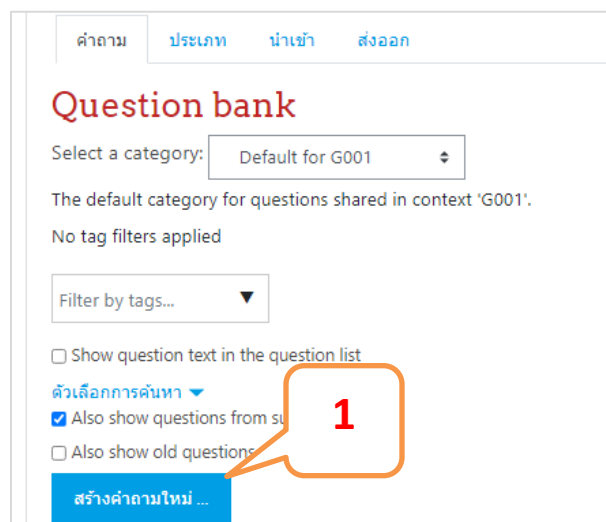 คำถาม ประเภท นำเข้า ส่งออก
Question bank
Select a category: Default for G001
The default category for questions shared in context 'G001'.
No tag filters applied
Filter by tags...
Show question text in the question list
ตัวเลือกการค้นหา
Also show questions from
Also show old questions
1
สร้างคำถามใหม่ ...